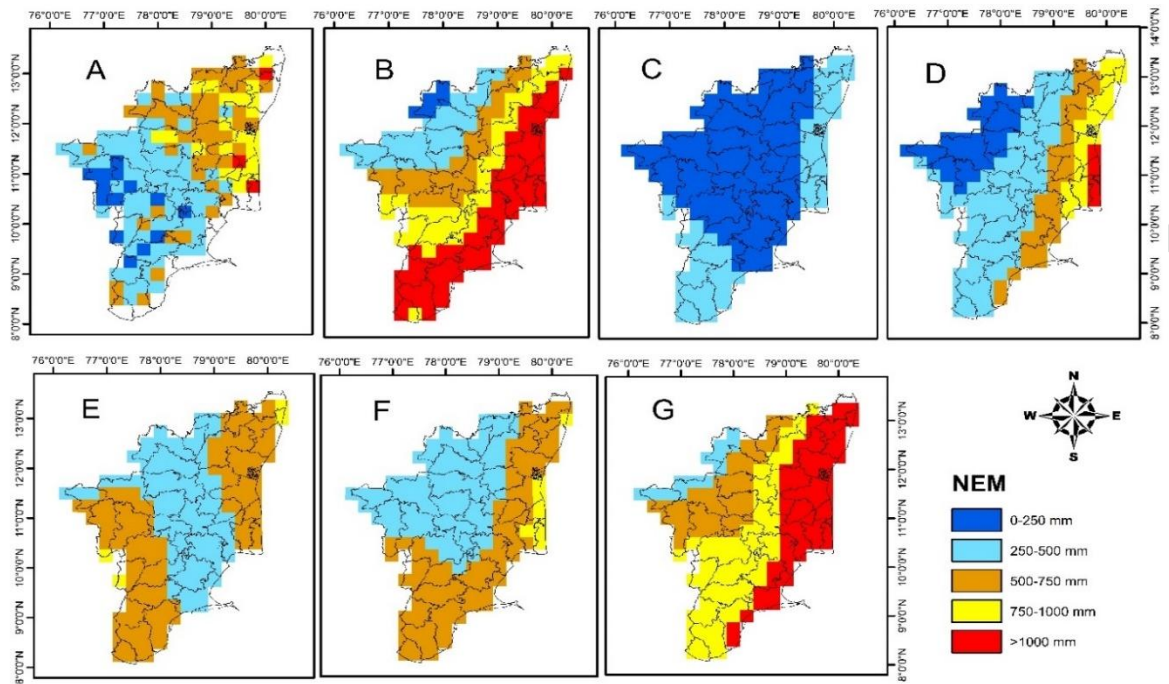 76°0'0"E 77°0'0"E 78°0'0"E 79°0'0"E 80°0'0"E
76°0'0"E 77°0'0"E 78°0'0"E 79°0'0"E 80°0'0"E
76°0'0"E 77°0'0"E 78°0'0"E 79°0'0"E 80°0'0"E
76°0'0"E 77°0'0"E 78°0'0"E 79°0'0"E 80°0'0"E
13°0'0"N
12°0'0"N
11°0'0"N
10°0'0"N
9°0'0"N
8°0'0"N
A
B
C
D
14°0'0"N
13°0'0"N
12°0'0"N
11°0'0"N
10°0'0"N
9°0'0"N
8°0'0"N
76°0'0"E 77°0'0"E 78°0'0"E 79°0'0"E 80°0'0"E
76°0'0"E 77°0'0"E 78°0'0"E 79°0'0"E 80°0'0"E
76°0'0"E 77°0'0"E 78°0'0"E 79°0'0"E 80°0'0"E
13°0'0"N
12°0'0"N
11°0'0"N
10°0'0"N
9°0'0"N
8°0'0"N
E
F
G
13°0'0"N
12°0'0"N
11°0'0"N
10°0'0"N
9°0'0"N
8°0'0"N
N
W E
S
NEM
0-250 mm
250-500 mm
500-750 mm
750-1000 mm
>1000 mm